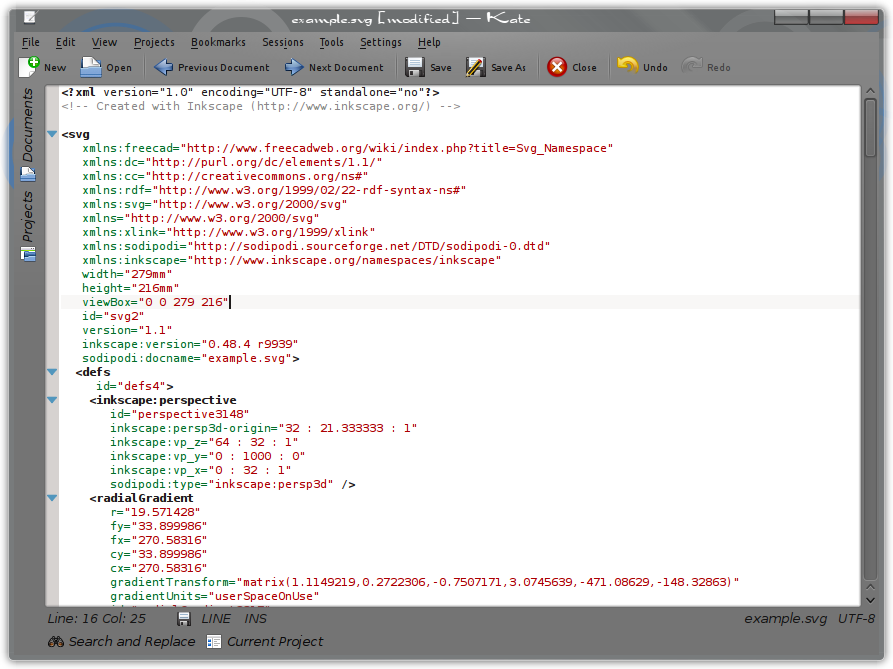 example.svg [modified] — Kate
File Edit View Projects Bookmarks Sessions Tools Settings Help
New Open Previous Document Next Document Save Save As Close Undo Redo
Documents
Projects
<?xml version="1.0" encoding="UTF-8" standalone="no"?>
<!-- Created with Inkscape (http://www.inkscape.org/) -->
<svg
xmlns:freecad="http://www.freecadweb.org/wiki/index.php?title=Svg_Namespace"
xmlns:dc="http://purl.org/dc/elements/1.1/"
xmlns:cc="http://creativecommons.org/ns#"
xmlns:rdf="http://www.w3.org/1999/02/22-rdf-syntax-ns#"
xmlns:svg="http://www.w3.org/2000/svg"
xmlns="http://www.w3.org/2000/svg"
xmlns:xlink="http://www.w3.org/1999/xlink"
xmlns:sodipodi="http://sodipodi.sourceforge.net/DTD/sodipodi-0.dtd"
xmlns:inkscape="http://www.inkscape.org/namespaces/inkscape"
width="279mm"
height="216mm"
viewBox="0 0 279 216"
id="svg2"
version="1.1"
inkscape:version="0.48.4 r9939"
sodipodi:docname="example.svg">
<defs
id="defs4">
<inkscape:perspective
id="perspective3148"
inkscape:persp3d-origin="32 : 21.333333 : 1"
inkscape:vp_z="64 : 32 : 1"
inkscape:vp_y="0 : 1000 : 0"
inkscape:vp_x="0 : 32 : 1"
sodipodi:type="inkscape:persp3d" />
<radialGradient
r="19.571428"
fy="33.899986"
fx="270.58316"
cy="33.899986"
cx="270.58316"
gradientTransform="matrix(1.1149219,0.2722306,-0.7507171,3.0745639,-471.08629,-148.32863)"
gradientUnits="userSpaceOnUse"
Line: 16 Col: 25 LINE INS example.svg UTF-8
Search and Replace Current Project